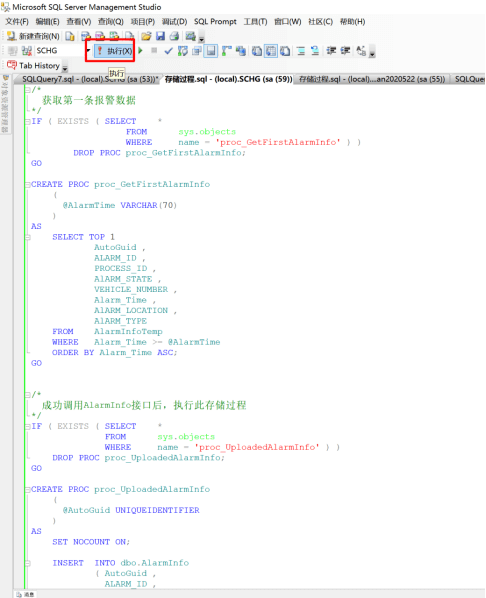 Microsoft SQL Server Management Studio
文件(F) 编辑(E) 查看(V) 查询(Q) 项目(P) 调试(D) SQL Prompt 工具(T) 窗口(W) 社区(C) 帮助(H)
新建查询(N)
SCHG 执行(X)
Tab History 执行
SQLQuery7.sql - (local).SCHG (sa (53))* 存储过程.sql - (local).SCHG (sa (59)) 存储过程.sql - (local)....an2020522 (sa (55)) SQLQue
对象资源管理器
/*
获取第一条报警数据
*/
IF ( EXISTS ( SELECT *
FROM sys.objects
WHERE name = 'proc_GetFirstAlarmInfo' ) )
DROP PROC proc_GetFirstAlarmInfo;
GO
CREATE PROC proc_GetFirstAlarmInfo
(
@AlarmTime VARCHAR(70)
)
AS
SELECT TOP 1
AutoGuid ,
ALARM_ID ,
PROCESS_ID ,
AlARM_STATE ,
VEHICLE_NUMBER ,
Alarm_Time ,
AlARM_LOCATION ,
AlARM_TYPE
FROM AlarmInfoTemp
WHERE Alarm_Time >= @AlarmTime
ORDER BY Alarm_Time ASC;
GO
/*
成功调用AlarmInfo接口后，执行此存储过程
*/
IF ( EXISTS ( SELECT *
FROM sys.objects
WHERE name = 'proc_UploadedAlarmInfo' ) )
DROP PROC proc_UploadedAlarmInfo;
GO
CREATE PROC proc_UploadedAlarmInfo
(
@AutoGuid UNIQUEIDENTIFIER
)
AS
SET NOCOUNT ON;
INSERT INTO dbo.AlarmInfo
( AutoGuid ,
ALARM_ID ,
消息